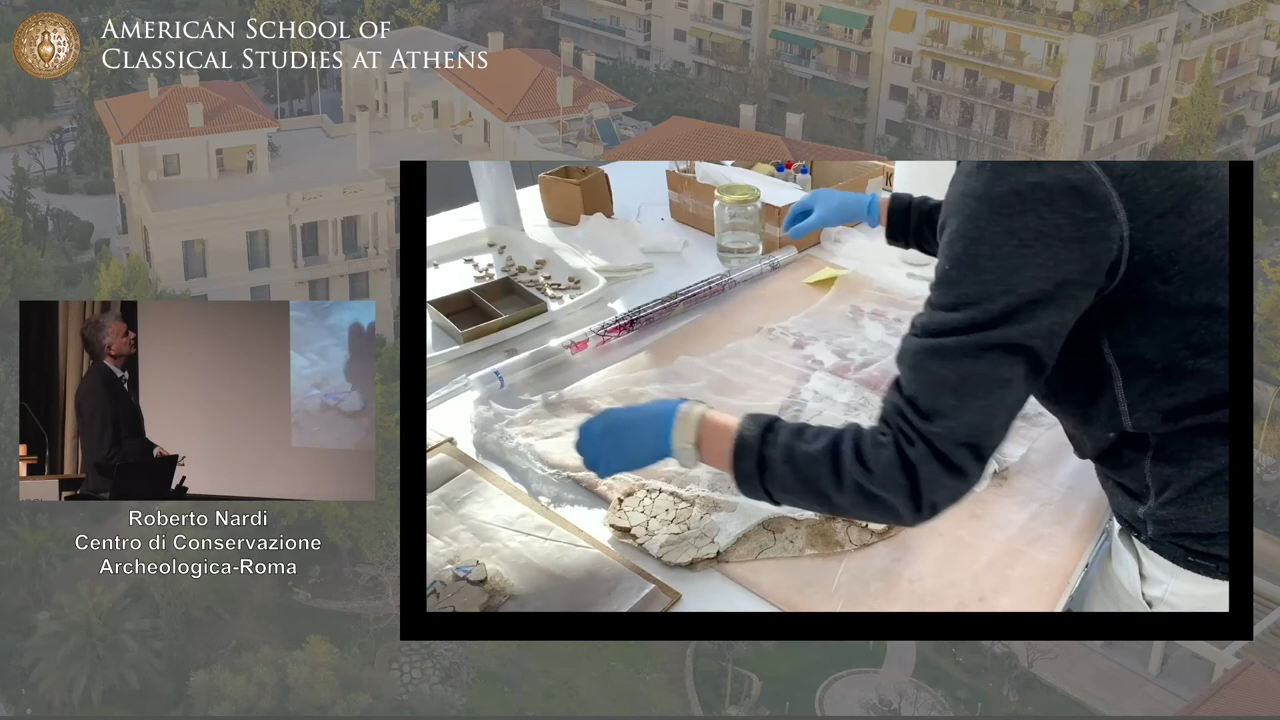 AMERICAN SCHOOL OF
CLASSICAL STUDIES AT ATHENS
Roberto Nardi
Centro di Conservazione
Archeologica-Roma